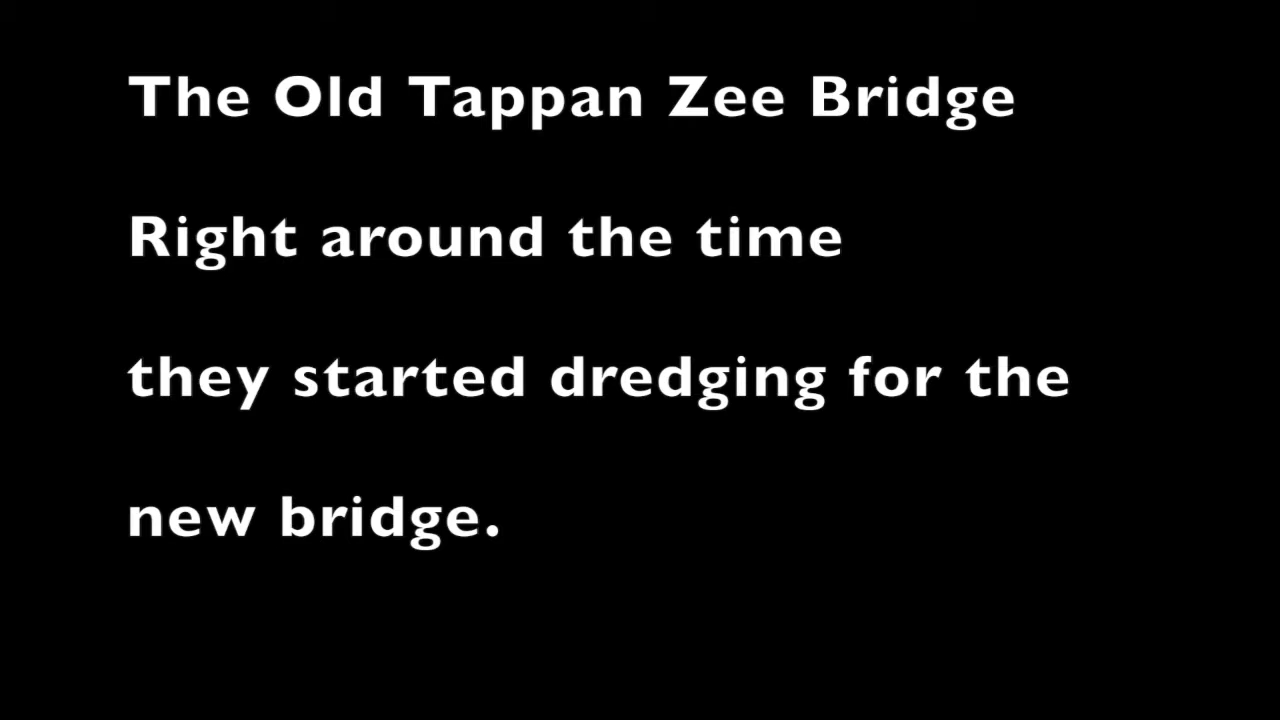 The Old Tappan Zee Bridge
Right around the time
they started dredging for the
new bridge.